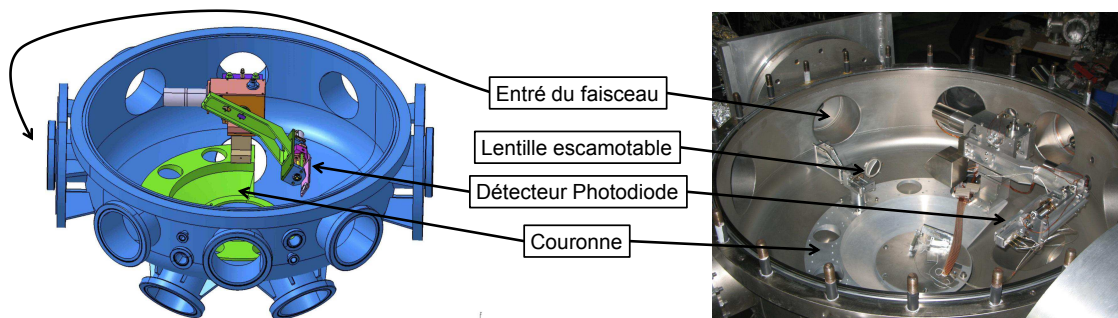 Entré du faisceau
Lentille escamotable
Détecteur Photodiode
Couronne